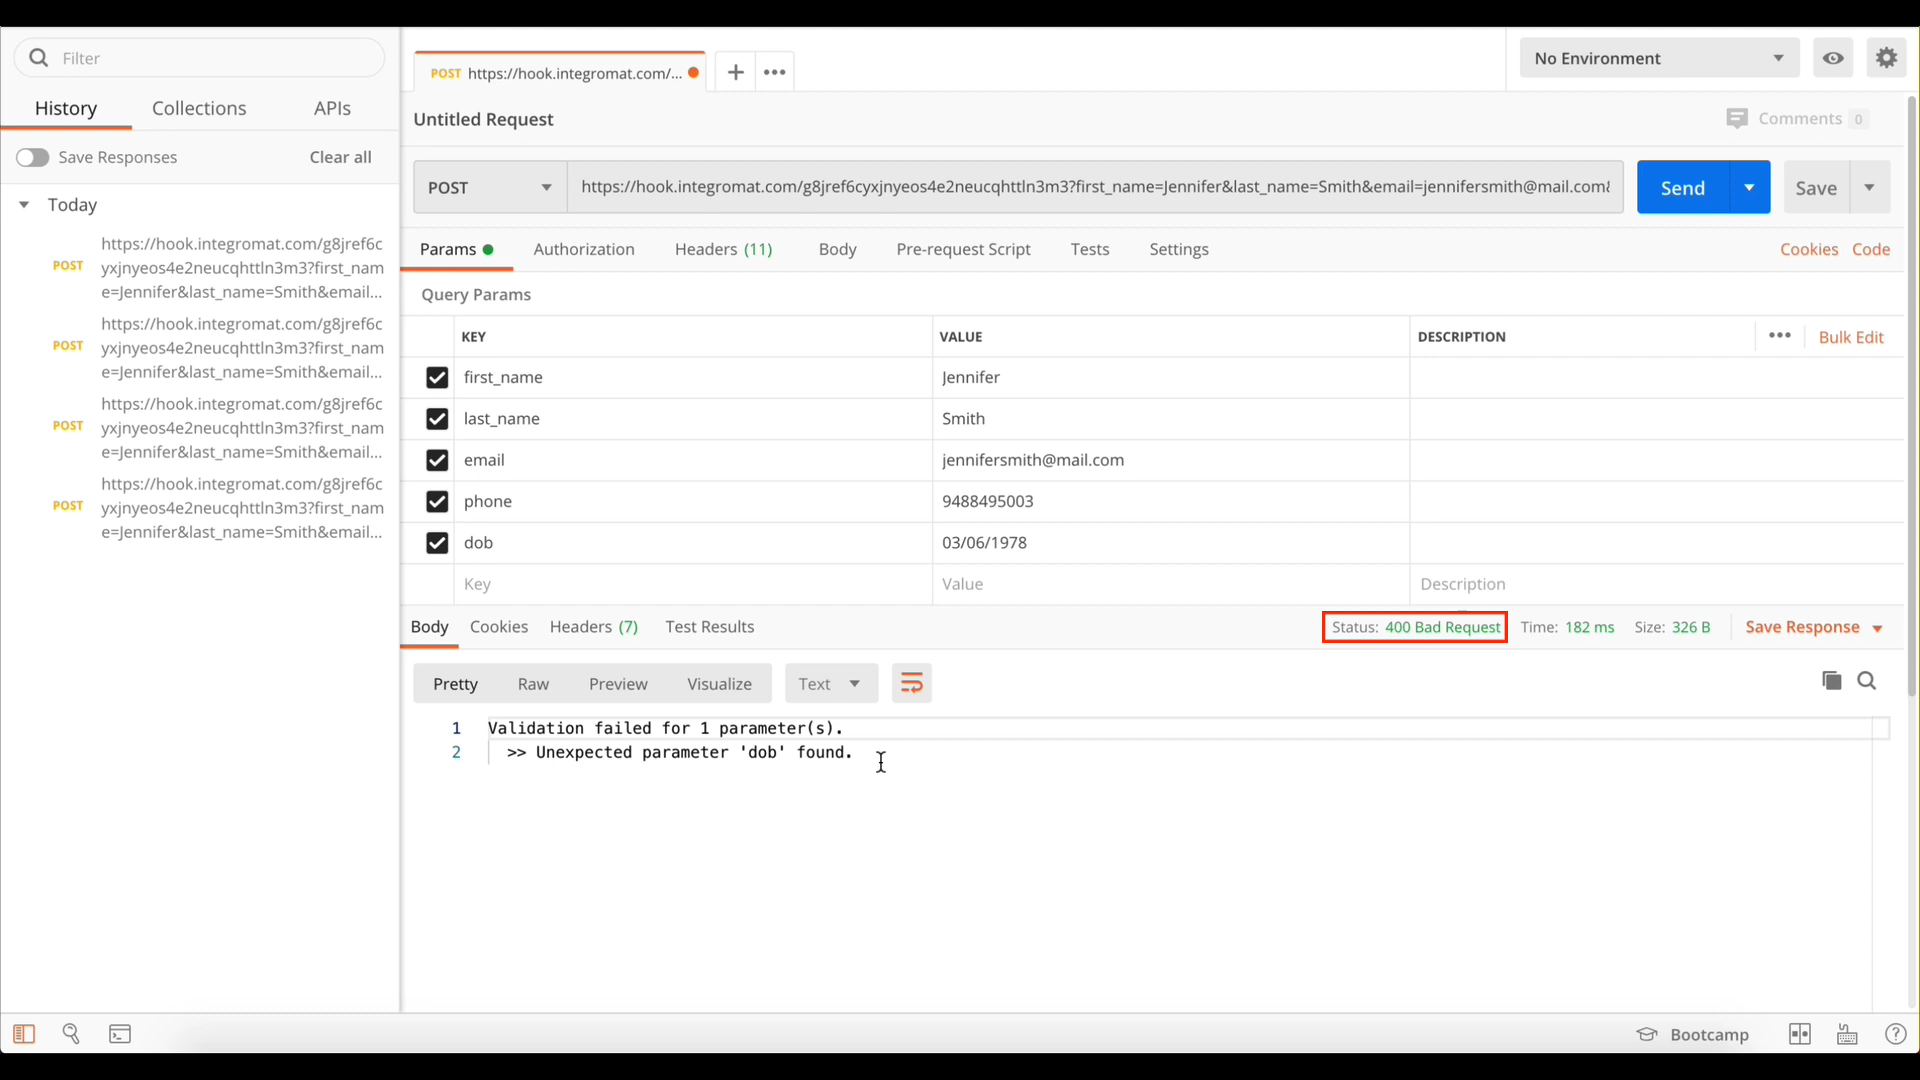 Filter
POST https://hook.integromat.com/...
No Environment
History Collections APIs
Untitled Request
Comments 0
Save Responses Clear all
POST https://hook.integromat.com/g8jref6cyxjnyeos4e2neucqhttln3m3?first_name=Jennifer&last_name=Smith&email=jennifersmith@mail.com&
Send Save
Today
POST
https://hook.integromat.com/g8jref6c
yxjnyeos4e2neucqhttln3m3?first_nam
e=Jennifer&last_name=Smith&email...
POST
https://hook.integromat.com/g8jref6c
yxjnyeos4e2neucqhttln3m3?first_nam
e=Jennifer&last_name=Smith&email...
POST
https://hook.integromat.com/g8jref6c
yxjnyeos4e2neucqhttln3m3?first_nam
e=Jennifer&last_name=Smith&email...
POST
https://hook.integromat.com/g8jref6c
yxjnyeos4e2neucqhttln3m3?first_nam
e=Jennifer&last_name=Smith&email...
Params Authorization Headers (11) Body Pre-request Script Tests Settings Cookies Code
Query Params
KEY VALUE DESCRIPTION ... Bulk Edit
first_name Jennifer
last_name Smith
email jennifersmith@mail.com
phone 9488495003
dob 03/06/1978
Key Value Description
Body Cookies Headers (7) Test Results Status: 400 Bad Request Time: 182 ms Size: 326 B Save Response
Pretty Raw Preview Visualize Text
1 Validation failed for 1 parameter(s).
2 >> Unexpected parameter 'dob' found.
Bootcamp